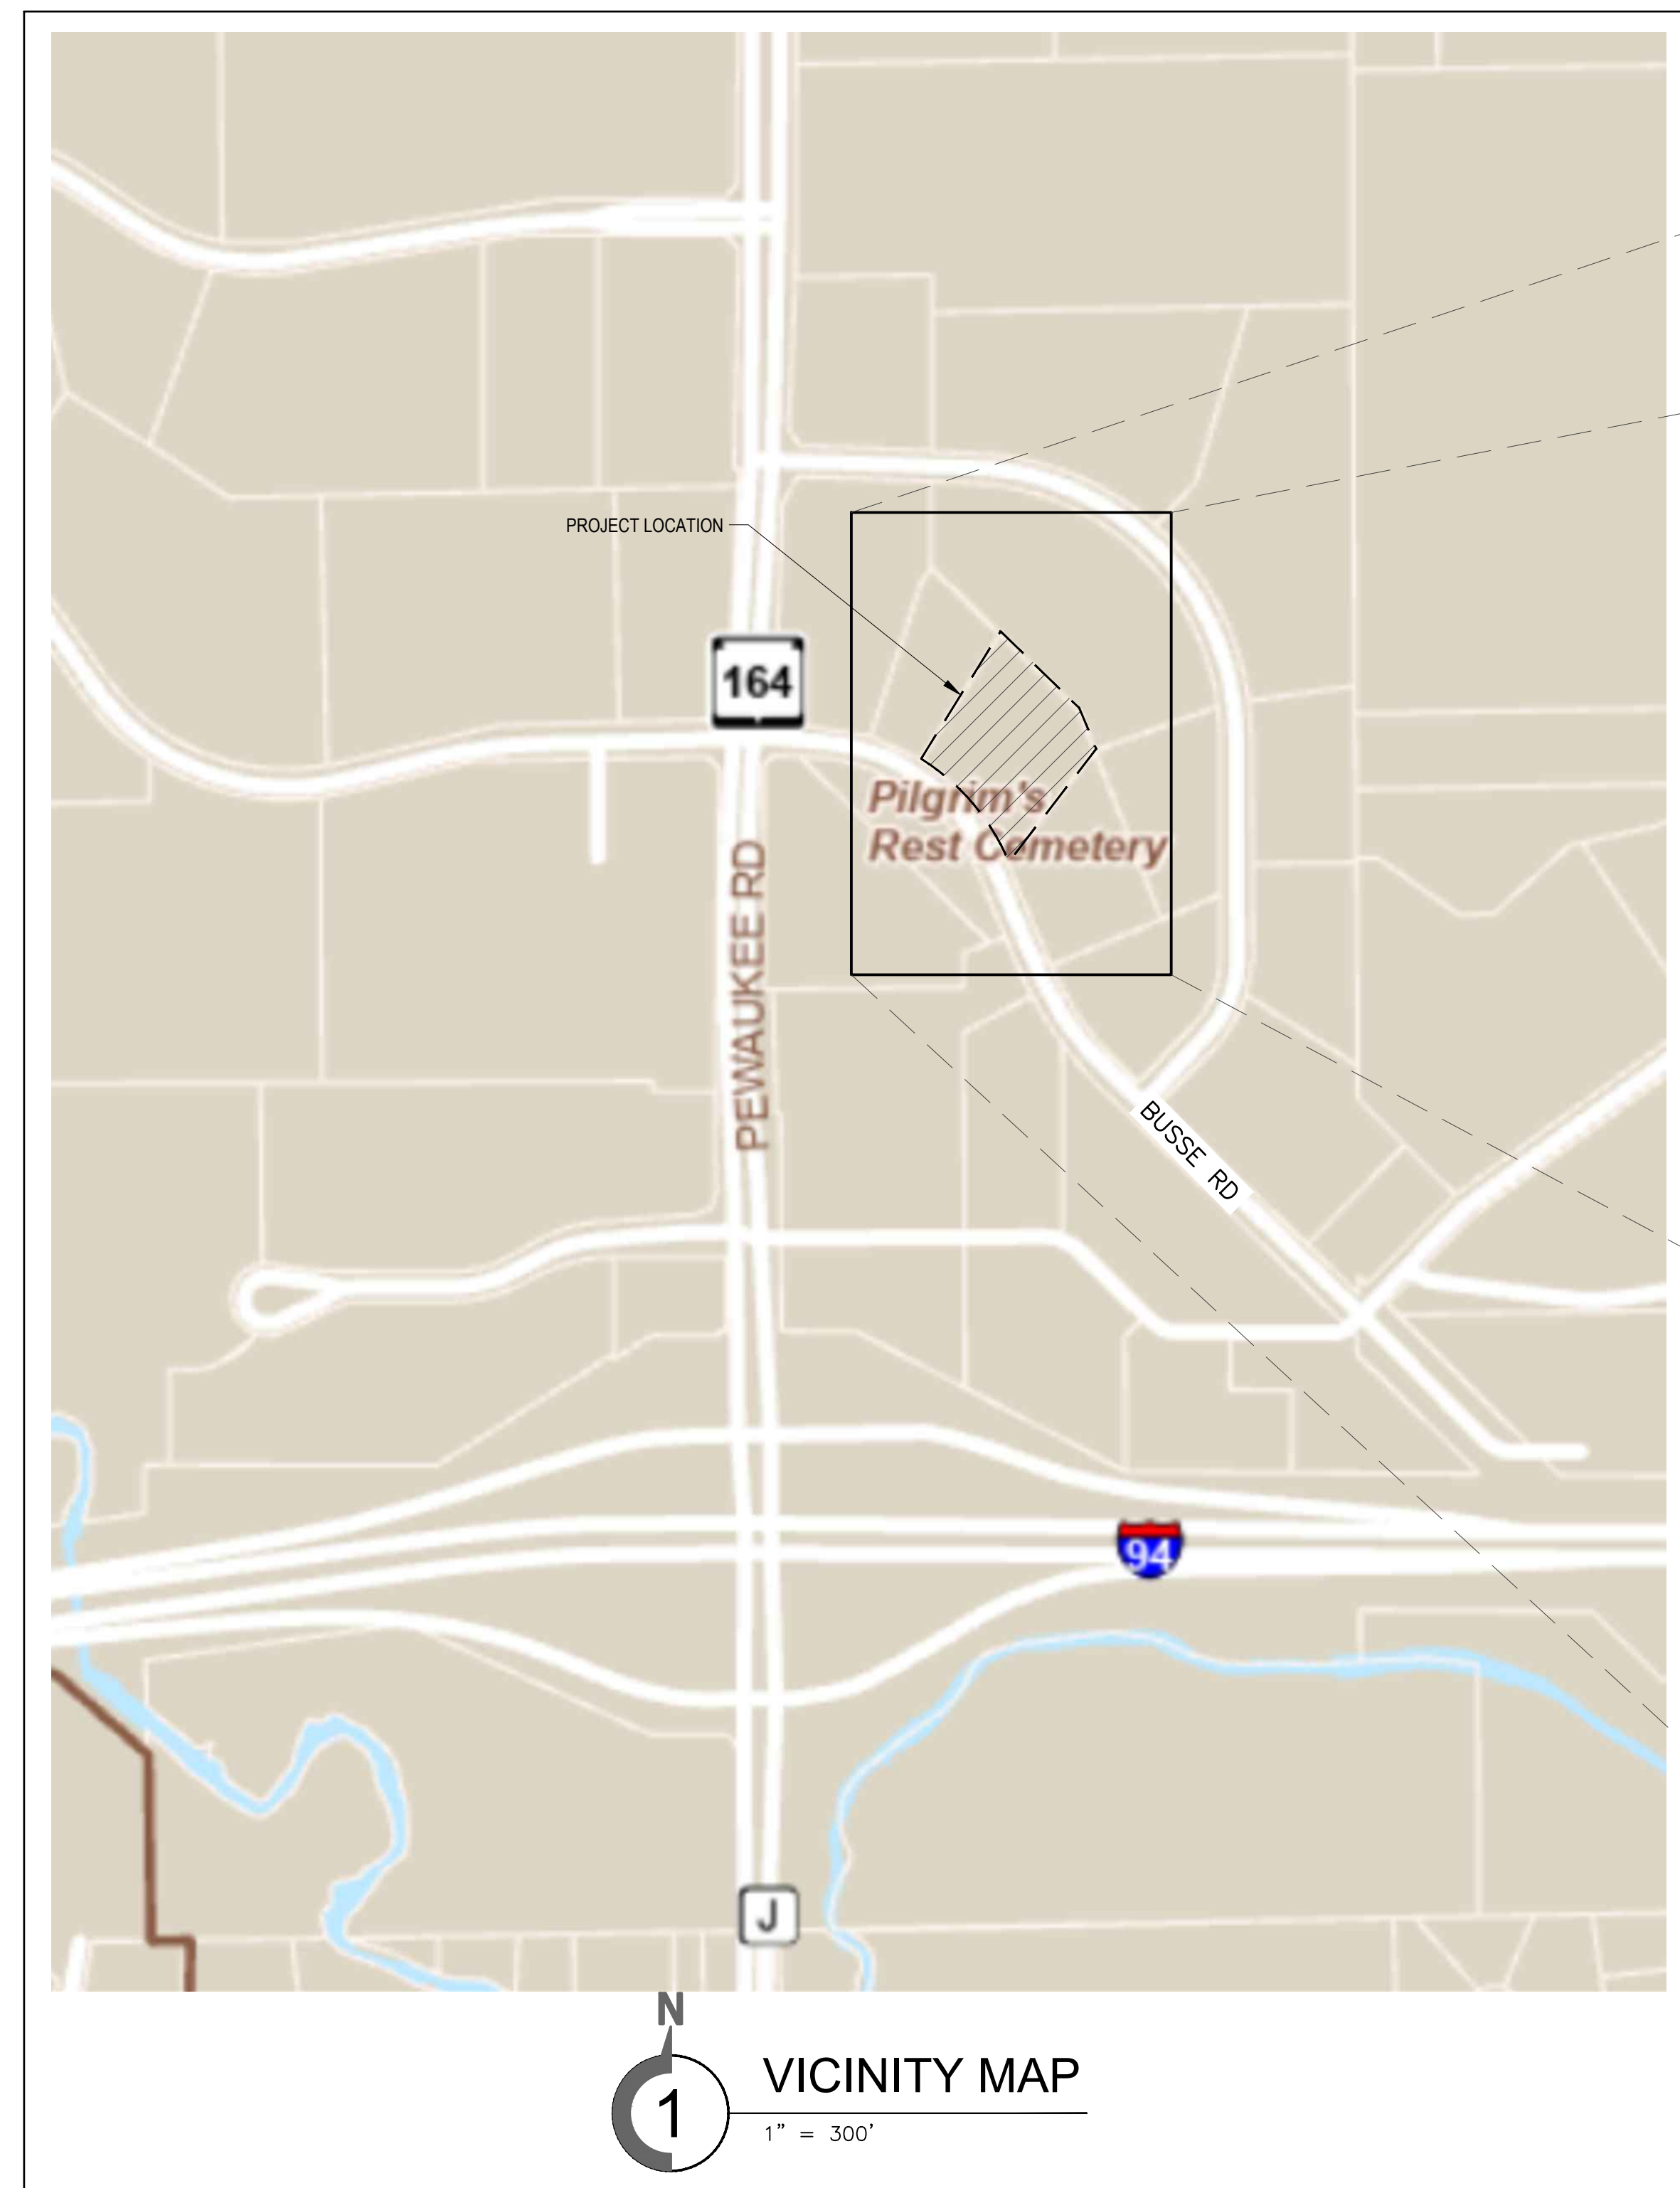 PROJECT LOCATION
164
Pilgrim's
Rest Cemetery
PEWAUKEE RD
BUSSE RD
94
J
N
1
VICINITY MAP
1" = 300'